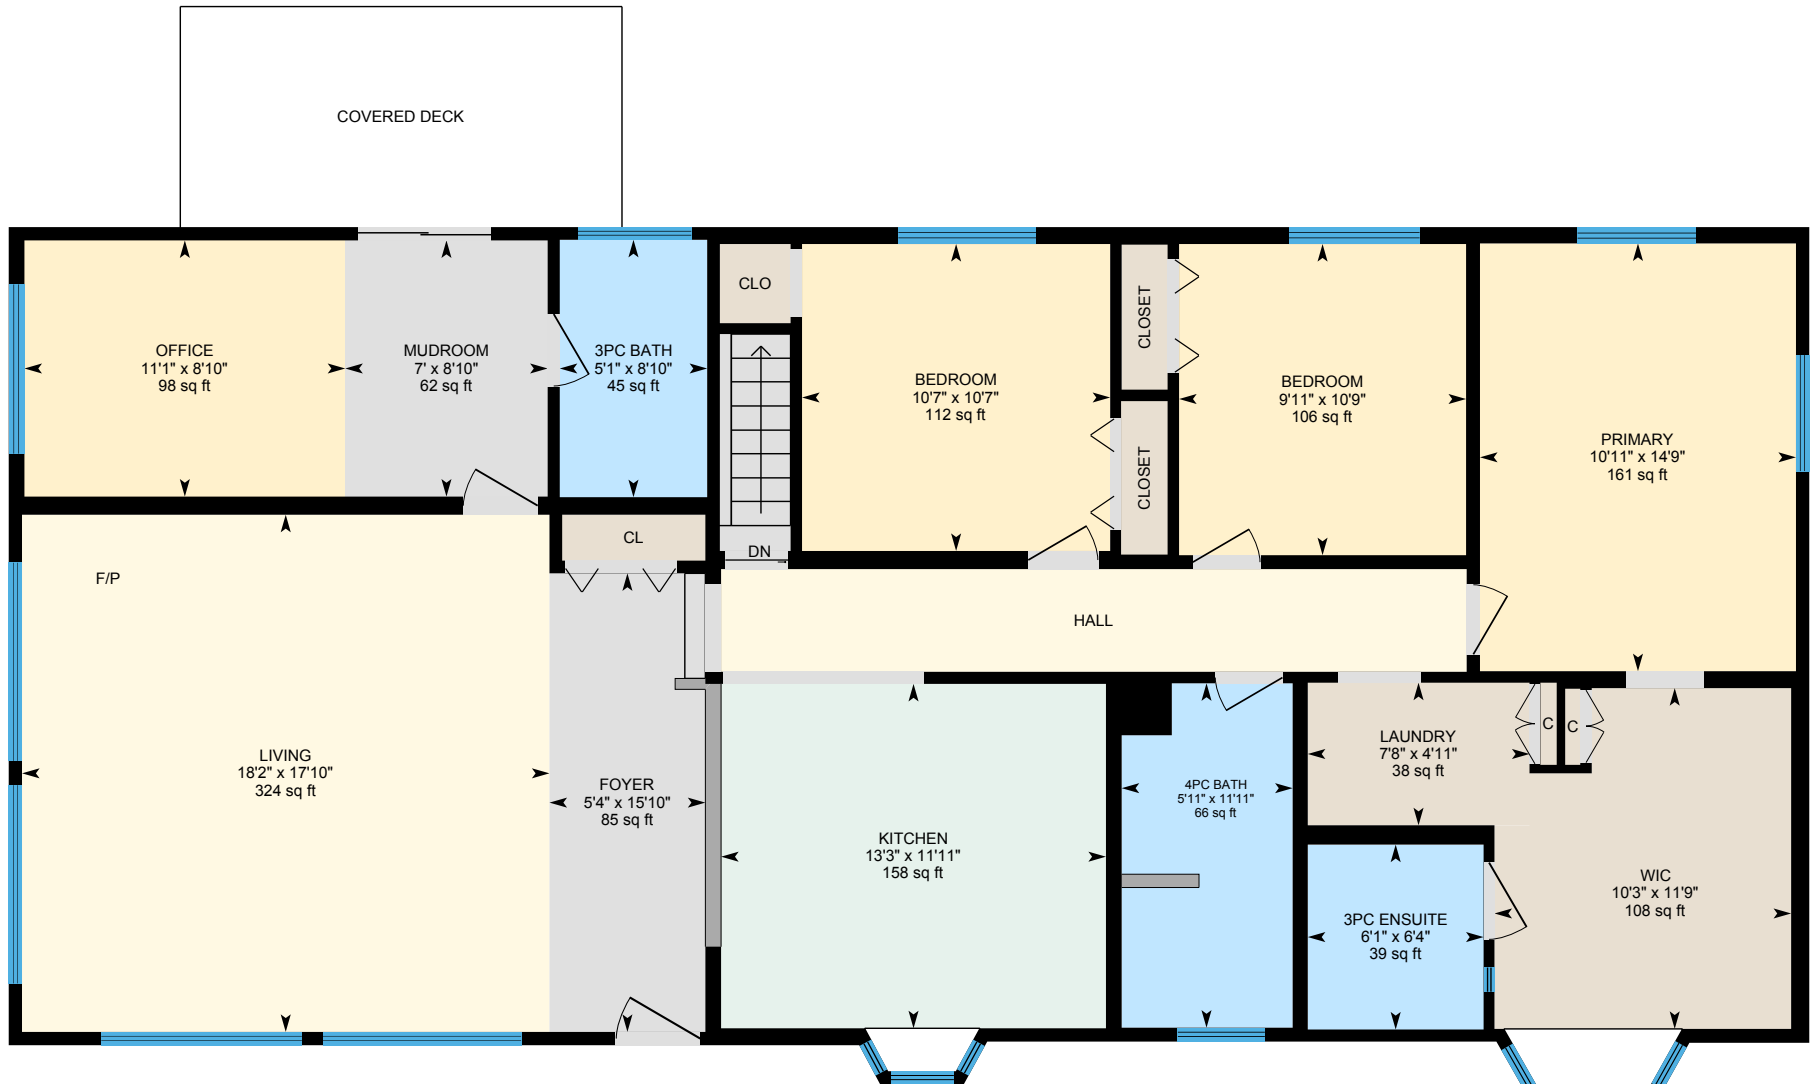 COVERED DECK
OFFICE
11'1" x 8'10"
98 sq ft
MUDROOM
7' x 8'10"
62 sq ft
3PC BATH
5'1" x 8'10"
45 sq ft
CLO
BEDROOM
10'7" x 10'7"
112 sq ft
CLOSET
CLOSET
BEDROOM
9'11" x 10'9"
106 sq ft
PRIMARY
10'11" x 14'9"
161 sq ft
CL
DN
F/P
HALL
LIVING
18'2" x 17'10"
324 sq ft
FOYER
5'4" x 15'10"
85 sq ft
KITCHEN
13'3" x 11'11"
158 sq ft
4PC BATH
5'11" x 11'11"
66 sq ft
LAUNDRY
7'8" x 4'11"
38 sq ft
C
C
3PC ENSUITE
6'1" x 6'4"
39 sq ft
WIC
10'3" x 11'9"
108 sq ft